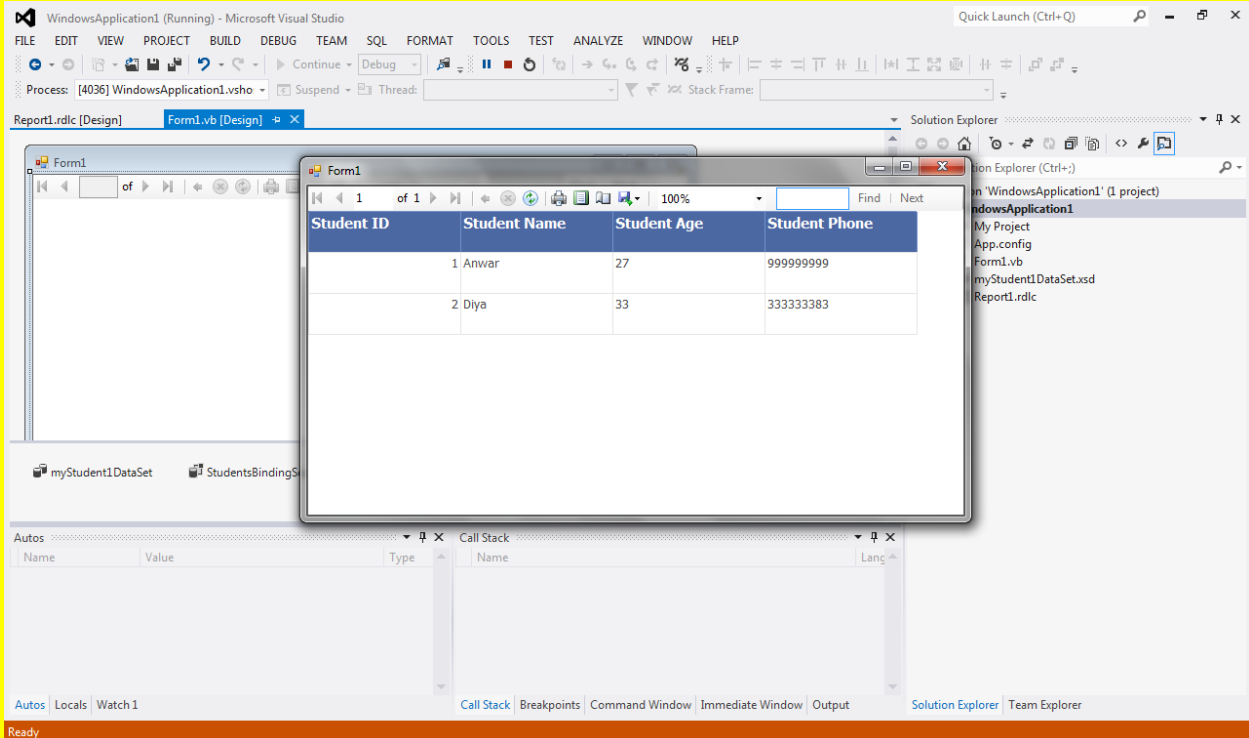 WindowsApplication1 (Running) - Microsoft Visual Studio
Quick Launch (Ctrl+Q)
FILE EDIT VIEW PROJECT BUILD DEBUG TEAM SQL FORMAT TOOLS TEST ANALYZE WINDOW HELP
Continue Debug
Process: [4036] WindowsApplication1.vsho Suspend Thread: Stack Frame:
Report1.rdlc [Design] Form1.vb [Design]
Form1
of
Form1
1 of 1 100% Find | Next
Student ID Student Name Student Age Student Phone
1 Anwar 27 999999999
2 Diya 33 333333383
myStudent1DataSet StudentsBindingS
Solution Explorer
tion Explorer (Ctrl+;)
on 'WindowsApplication1' (1 project)
ndowsApplication1
My Project
App.config
Form1.vb
myStudent1DataSet.xsd
Report1.rdlc
Autos
Name Value Type
Call Stack
Name Lang
Autos Locals Watch 1
Call Stack Breakpoints Command Window Immediate Window Output
Solution Explorer Team Explorer
Ready